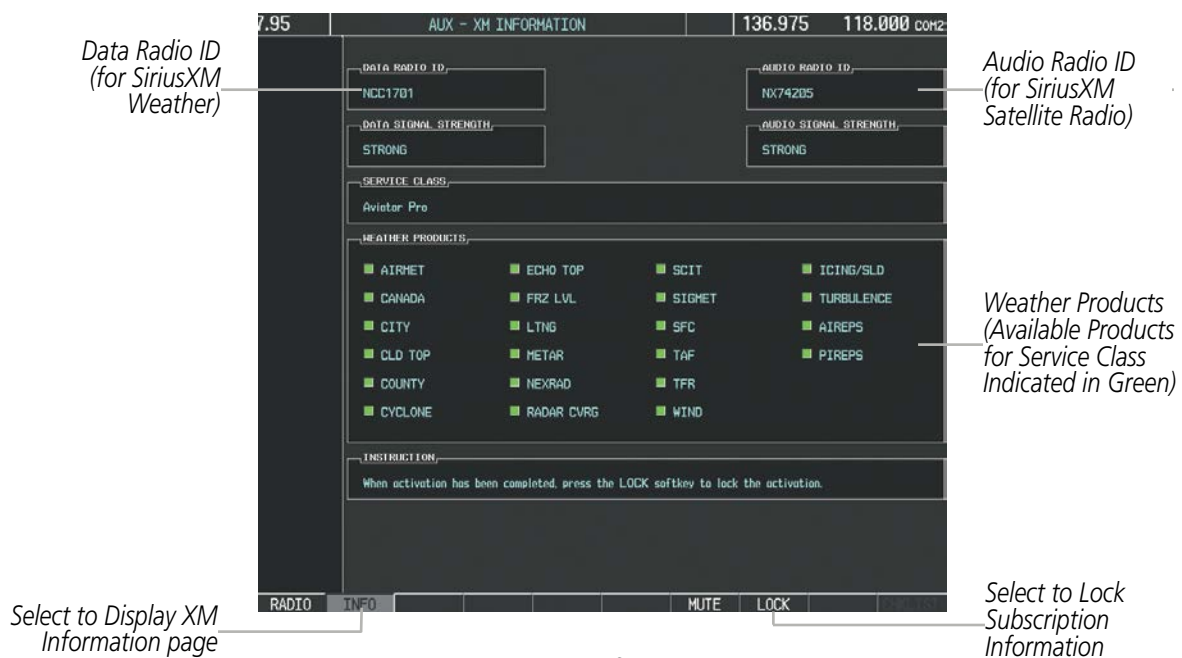 7.95 AUX - XM INFORMATION 136.975 118.000 COM2
Data Radio ID
(for SiriusXM
Weather)
DATA RADIO ID
NCC1701
AUDIO RADIO ID
NX74205
Audio Radio ID
(for SiriusXM
Satellite Radio)
DATA SIGNAL STRENGTH
STRONG
AUDIO SIGNAL STRENGTH
STRONG
SERVICE CLASS
Aviator Pro
WEATHER PRODUCTS
AIRMET ECHO TOP SCIT ICING/SLD
CANADA FRZ LVL SIGMET TURBULENCE
CITY LTNG SFC AIREPS
CLD TOP METAR TAF PIREPS
COUNTY NEXRAD TFR
CYCLONE RADAR CVRG WIND
Weather Products
(Available Products
for Service Class
Indicated in Green)
INSTRUCTION
When activation has been completed, press the LOCK softkey to lock the activation.
RADIO INFO MUTE LOCK
Select to Display XM
Information page
Select to Lock
Subscription
Information